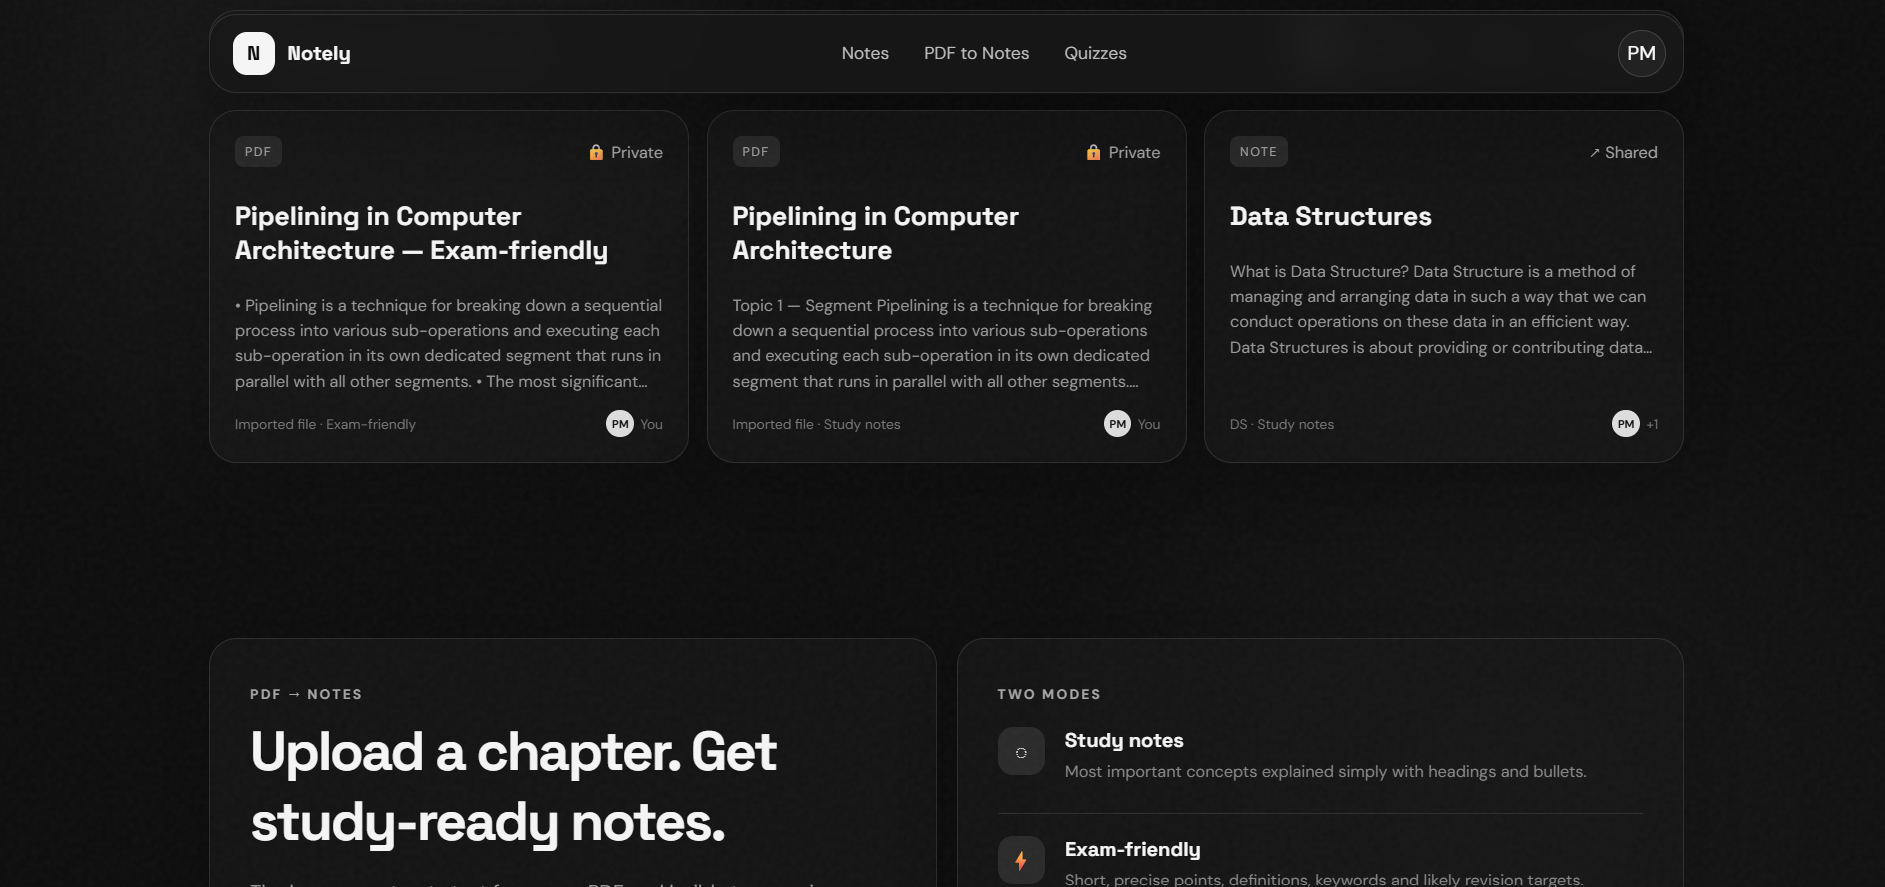 N Notely Notes PDF to Notes Quizzes PM
PDF 🔒 Private
Pipelining in Computer
Architecture — Exam-friendly
• Pipelining is a technique for breaking down a sequential
process into various sub-operations and executing each
sub-operation in its own dedicated segment that runs in
parallel with all other segments. • The most significant...
Imported file · Exam-friendly PM You
PDF 🔒 Private
Pipelining in Computer
Architecture
Topic 1 — Segment Pipelining is a technique for breaking
down a sequential process into various sub-operations
and executing each sub-operation in its own dedicated
segment that runs in parallel with all other segments....
Imported file · Study notes PM You
NOTE ↗ Shared
Data Structures
What is Data Structure? Data Structure is a method of
managing and arranging data in such a way that we can
conduct operations on these data in an efficient way.
Data Structures is about providing or contributing data...
DS · Study notes PM +1
PDF → NOTES
Upload a chapter. Get
study-ready notes.
TWO MODES
Study notes
Most important concepts explained simply with headings and bullets.
Exam-friendly
Short, precise points, definitions, keywords and likely revision targets.